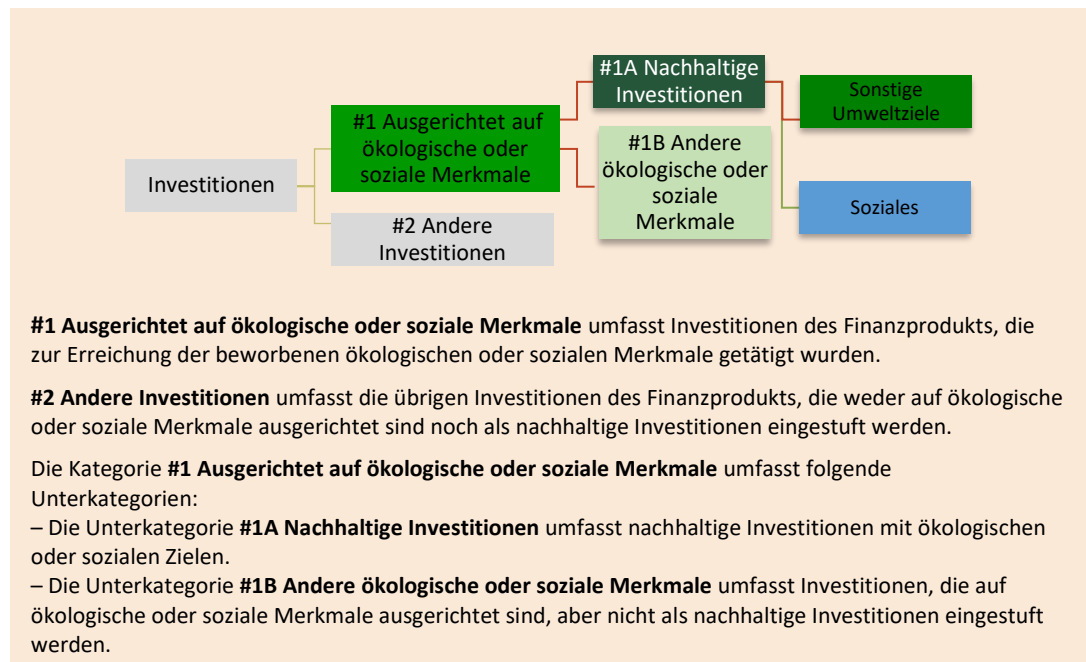 #1A Nachhaltige
Investitionen
Sonstige
Umweltziele
#1 Ausgerichtet auf
ökologische oder
soziale Merkmale
#1B Andere
ökologische oder
soziale
Merkmale
Investitionen
Soziales
#2 Andere
Investitionen
#1 Ausgerichtet auf ökologische oder soziale Merkmale umfasst Investitionen des Finanzprodukts, die
zur Erreichung der beworbenen ökologischen oder sozialen Merkmale getätigt wurden.
#2 Andere Investitionen umfasst die übrigen Investitionen des Finanzprodukts, die weder auf ökologische
oder soziale Merkmale ausgerichtet sind noch als nachhaltige Investitionen eingestuft werden.
Die Kategorie #1 Ausgerichtet auf ökologische oder soziale Merkmale umfasst folgende
Unterkategorien:
– Die Unterkategorie #1A Nachhaltige Investitionen umfasst nachhaltige Investitionen mit ökologischen
oder sozialen Zielen.
– Die Unterkategorie #1B Andere ökologische oder soziale Merkmale umfasst Investitionen, die auf
ökologische oder soziale Merkmale ausgerichtet sind, aber nicht als nachhaltige Investitionen eingestuft
werden.